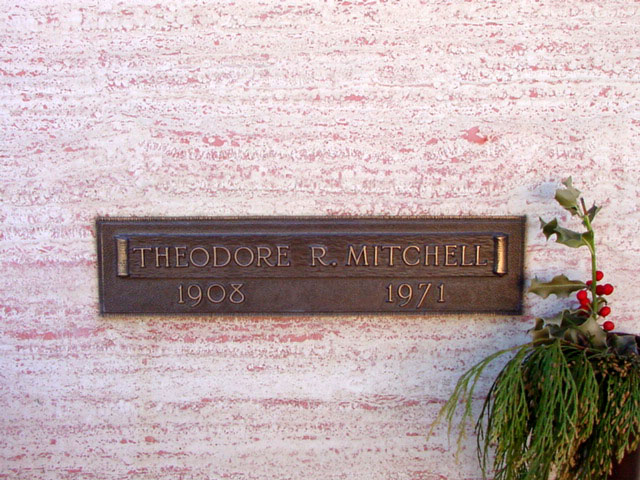 THEODORE R. MITCHELL
1908 1971